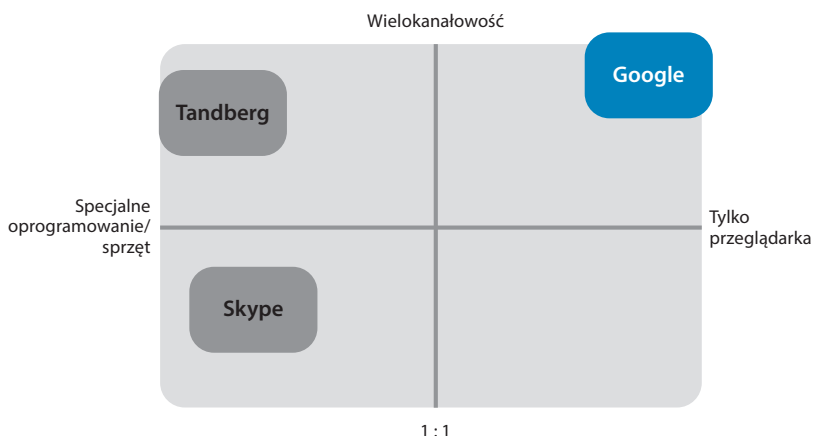 Wielokanałowość
Google
Tandberg
Specjalne
oprogramowanie/
sprzęt
Tylko
przeglądarka
Skype
1 : 1